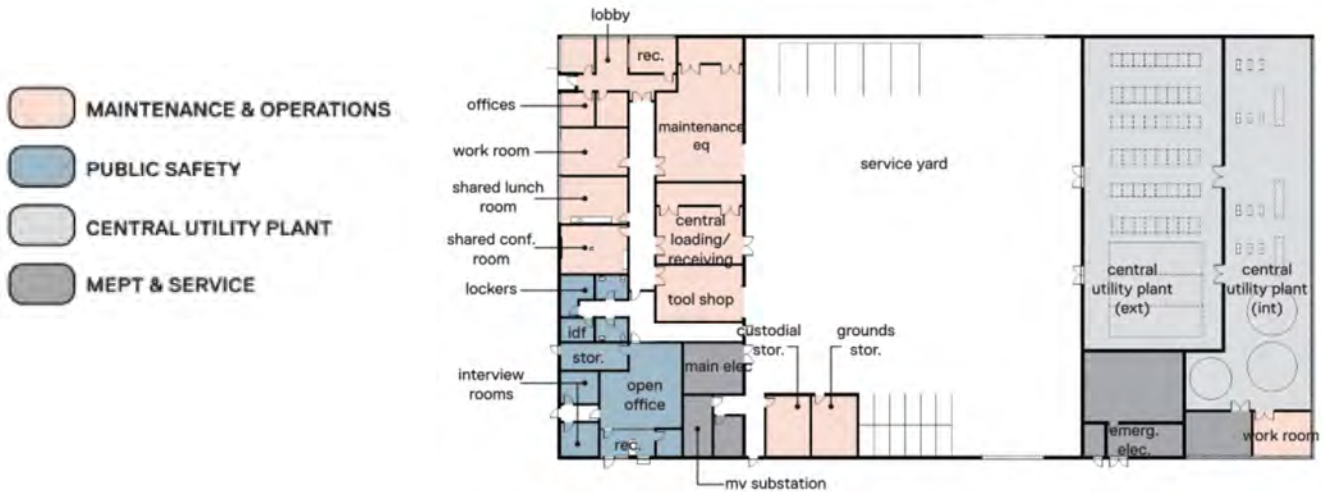 MAINTENANCE & OPERATIONS
PUBLIC SAFETY
CENTRAL UTILITY PLANT
MEPT & SERVICE
lobby
rec.
offices
maintenance
eq
work room
service yard
shared lunch
room
central
loading/
receiving
shared conf.
room
lockers
tool shop
central
utility plant
(ext)
central
utility plant
(int)
idf
custodial
stor.
grounds
stor.
stor.
main elec
interview
rooms
open
office
rec.
emerg.
elec.
work room
mv substation